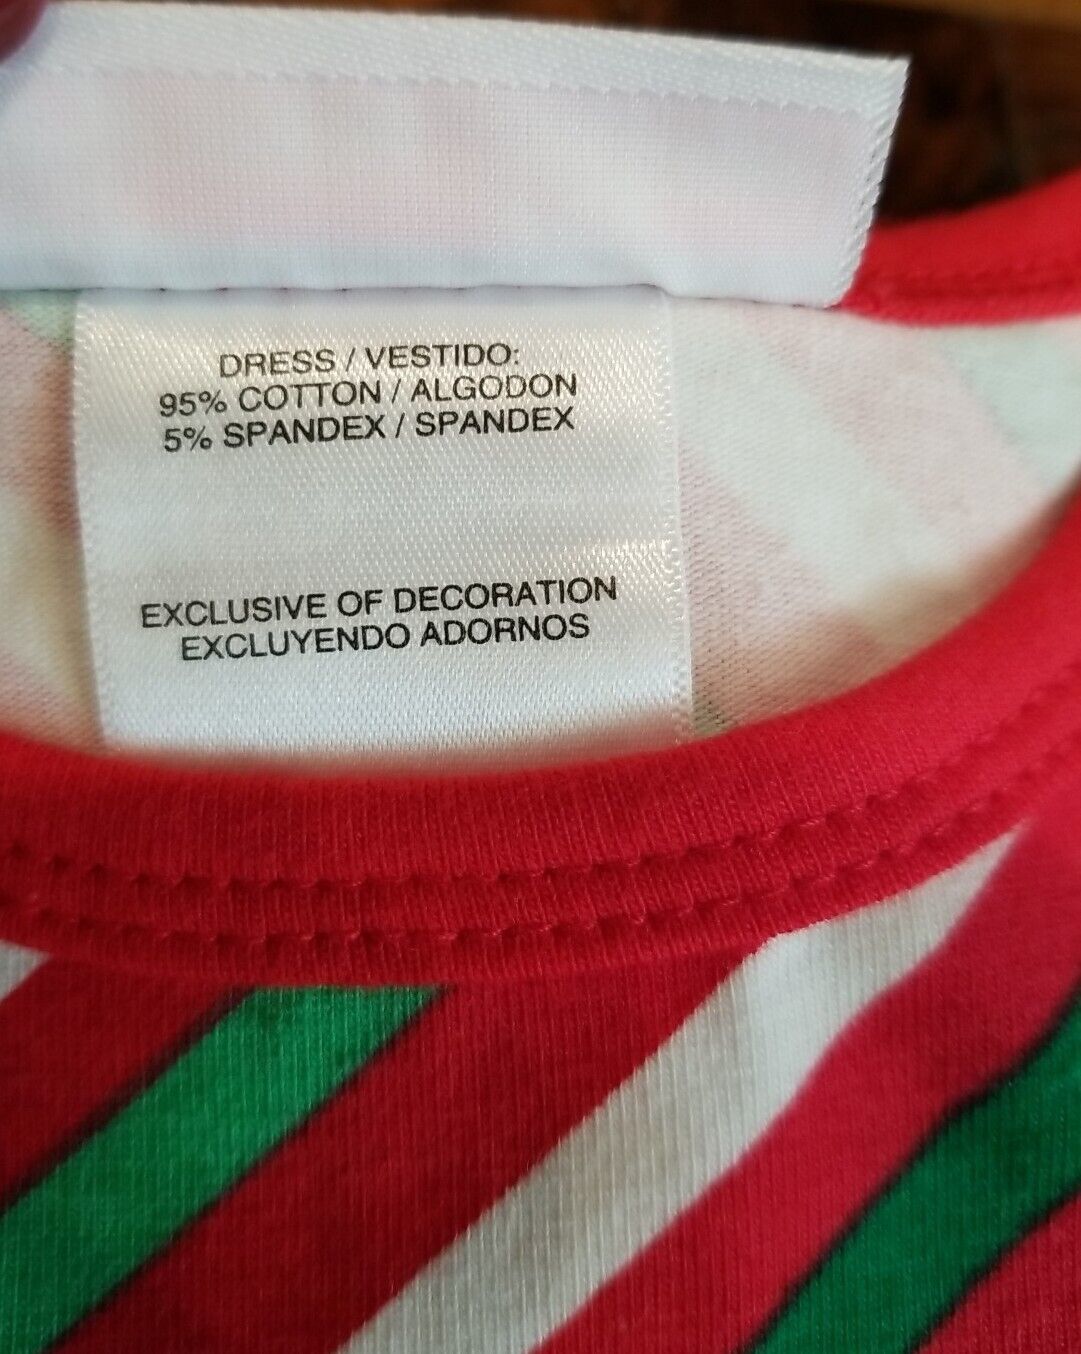 DRESS / VESTIDO:
95% COTTON / ALGODON
5% SPANDEX / SPANDEX
EXCLUSIVE OF DECORATION
EXCLUYENDO ADORNOS